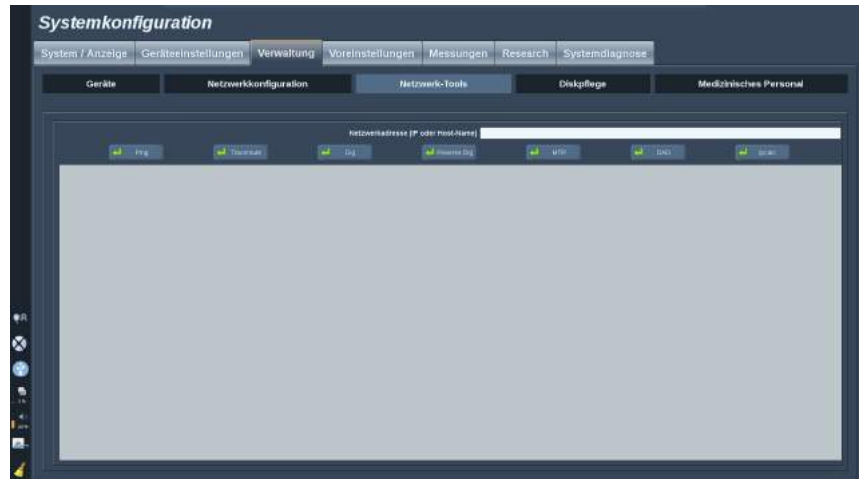 Systemkonfiguration
System / Anzeige Geräteeinstellungen Verwaltung Voreinstellungen Messungen Research Systemdiagnose
Geräte Netzwerkkonfiguration Netzwerk-Tools Diskpflege Medizinisches Personal
Netzwerkadresse (IP oder Host-Name)
Ping Traceroute Dig Reverse Dig MTR
R